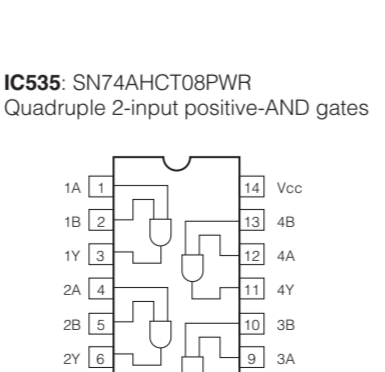 IC535: SN74AHCT08PWR
Quadruple 2-input positive-AND gates
1A 1 14 Vcc
1B 2 13 4B
1Y 3 12 4A
2A 4 11 4Y
2B 5 10 3B
2Y 6 9 3A